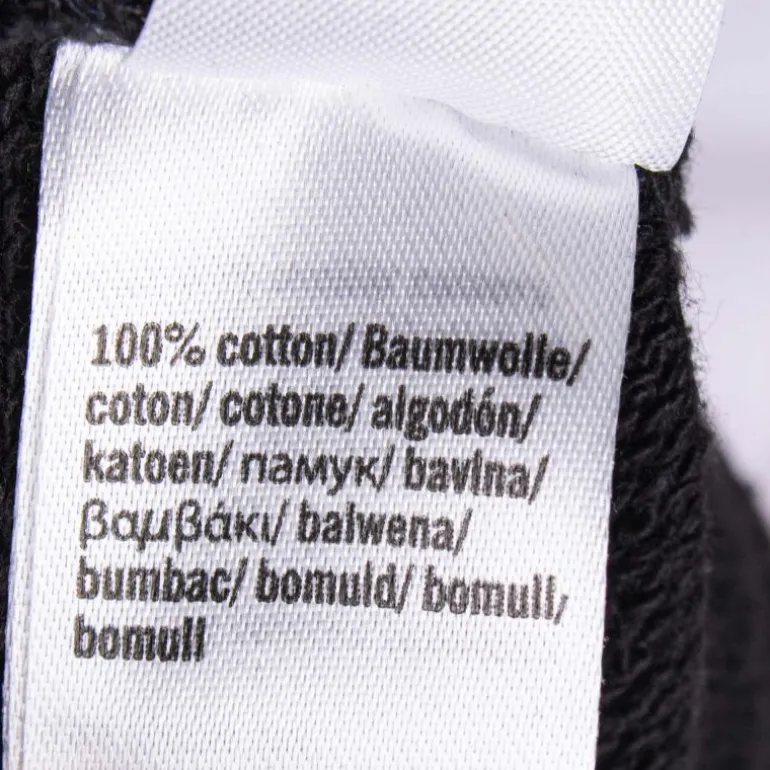 100% cotton/ Baumwolle/
coton/ cotone/ algodón/
katoen/ памук/ bavlna/
βαμβάκι/ balwena/
bumbac/ bomuld/ bomull/
bomull